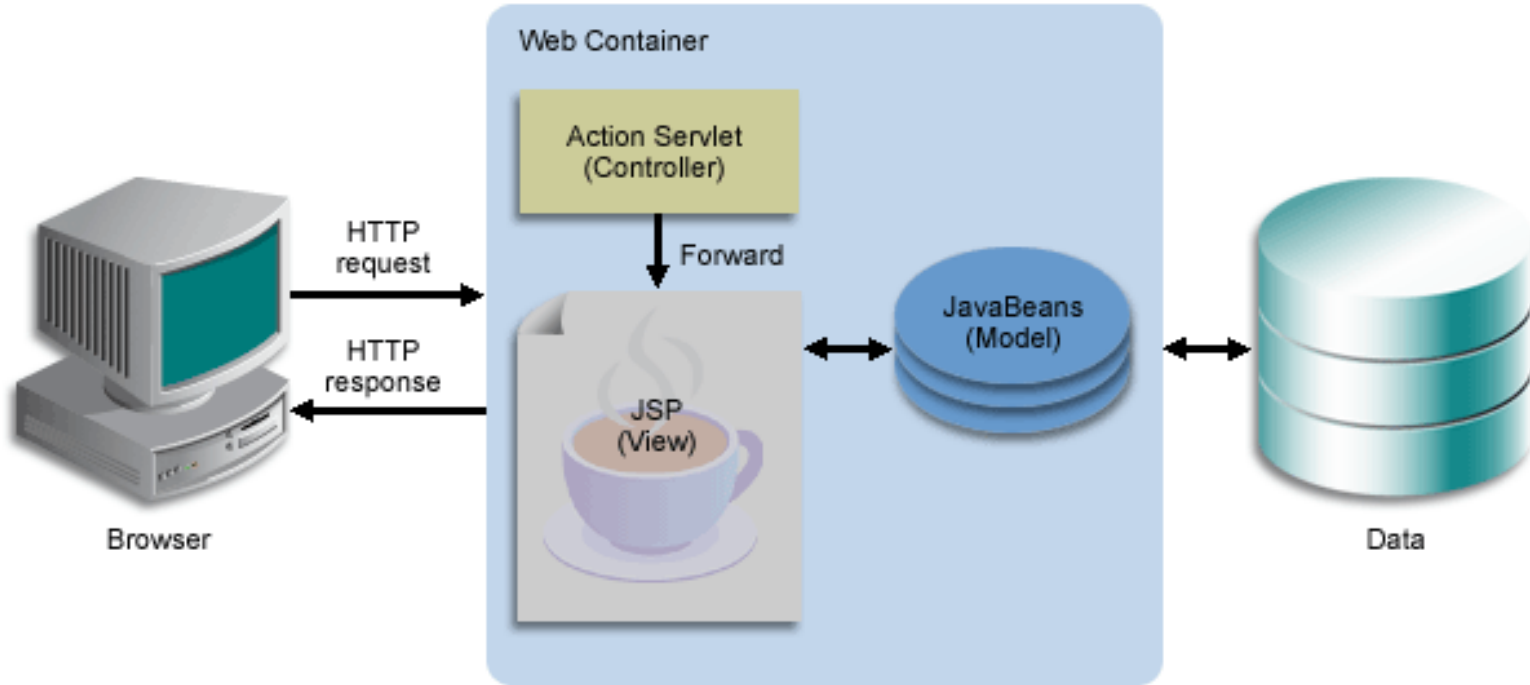 Web Container
Action Servlet
(Controller)
HTTP
request
Forward
HTTP
response
JSP
(View)
JavaBeans
(Model)
Browser
Data